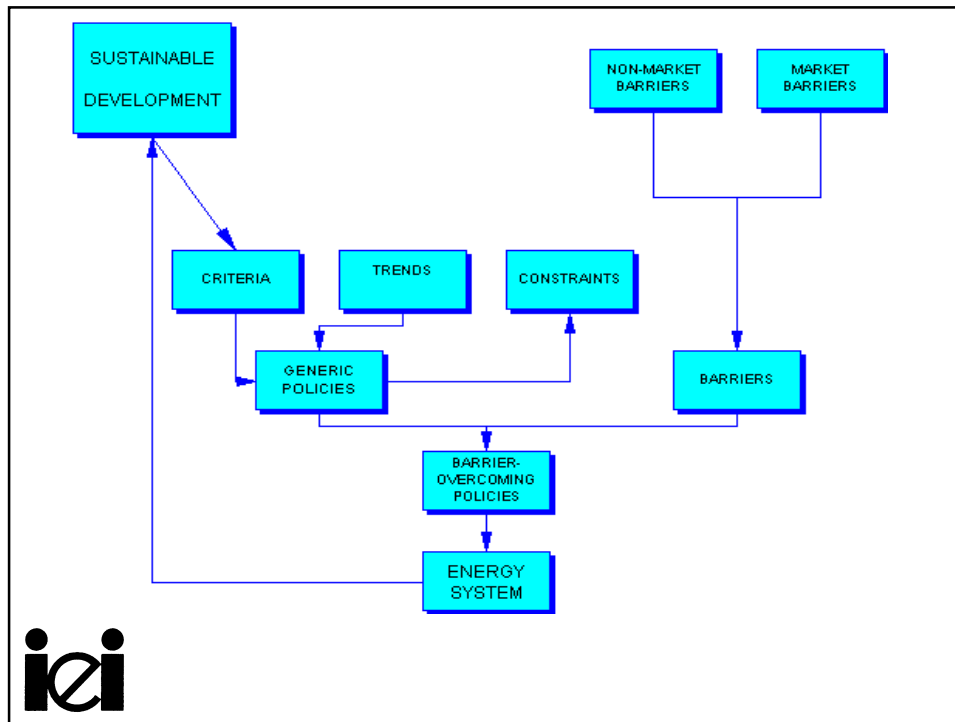 SUSTAINABLE
DEVELOPMENT
NON-MARKET
BARRIERS
MARKET
BARRIERS
CRITERIA
TRENDS
CONSTRAINTS
GENERIC
POLICIES
BARRIERS
BARRIER-
OVERCOMING
POLICIES
ENERGY
SYSTEM
iei